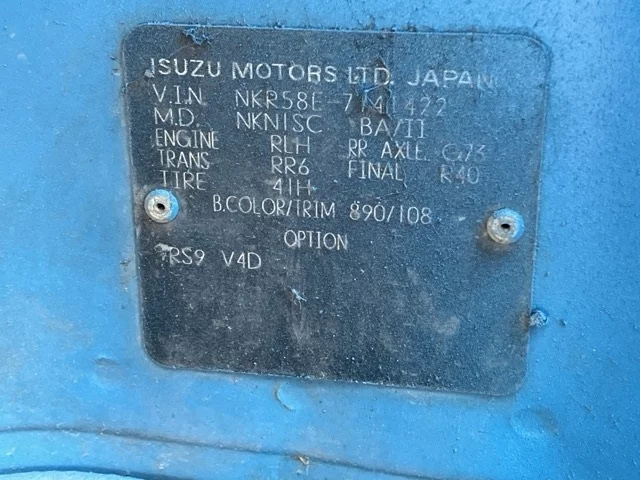 ISUZU MOTORS LTD. JAPAN
V.I.N. NKR58E-7141422
M.D. NKN1SC BA/II
ENGINE RLH RR AXLE G73
TRANS RR6 FINAL R40
TIRE 41H
B.COLOR/TRIM 890/108
OPTION
RS9 V4D